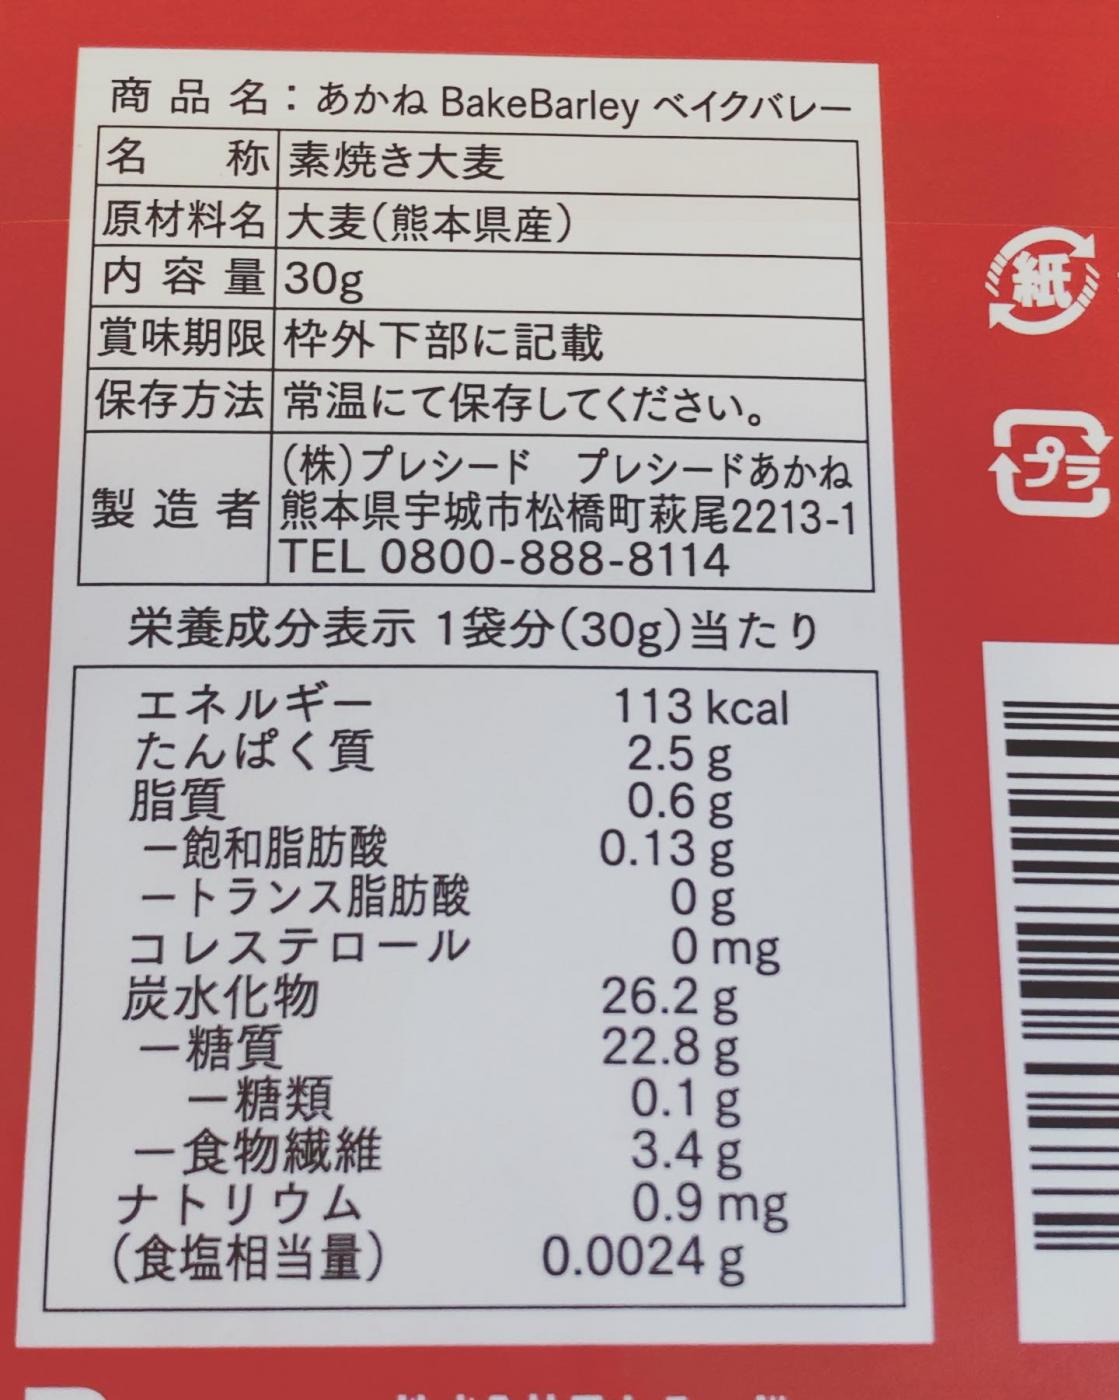 商品名：あかね BakeBarley ベイクバレー
名称 素焼き大麦
原材料名 大麦(熊本県産)
内容量 30g
賞味期限 枠外下部に記載
保存方法 常温にて保存してください。
製造者 (株)プレシード プレシードあかね
熊本県宇城市松橋町萩尾2213-1
TEL 0800-888-8114
栄養成分表示 1袋分(30g)当たり
エネルギー 113 kcal
たんぱく質 2.5 g
脂質 0.6 g
－飽和脂肪酸 0.13 g
－トランス脂肪酸 0 g
コレステロール 0 mg
炭水化物 26.2 g
－糖質 22.8 g
－糖類 0.1 g
－食物繊維 3.4 g
ナトリウム 0.9 mg
(食塩相当量) 0.0024 g
紙
プラ